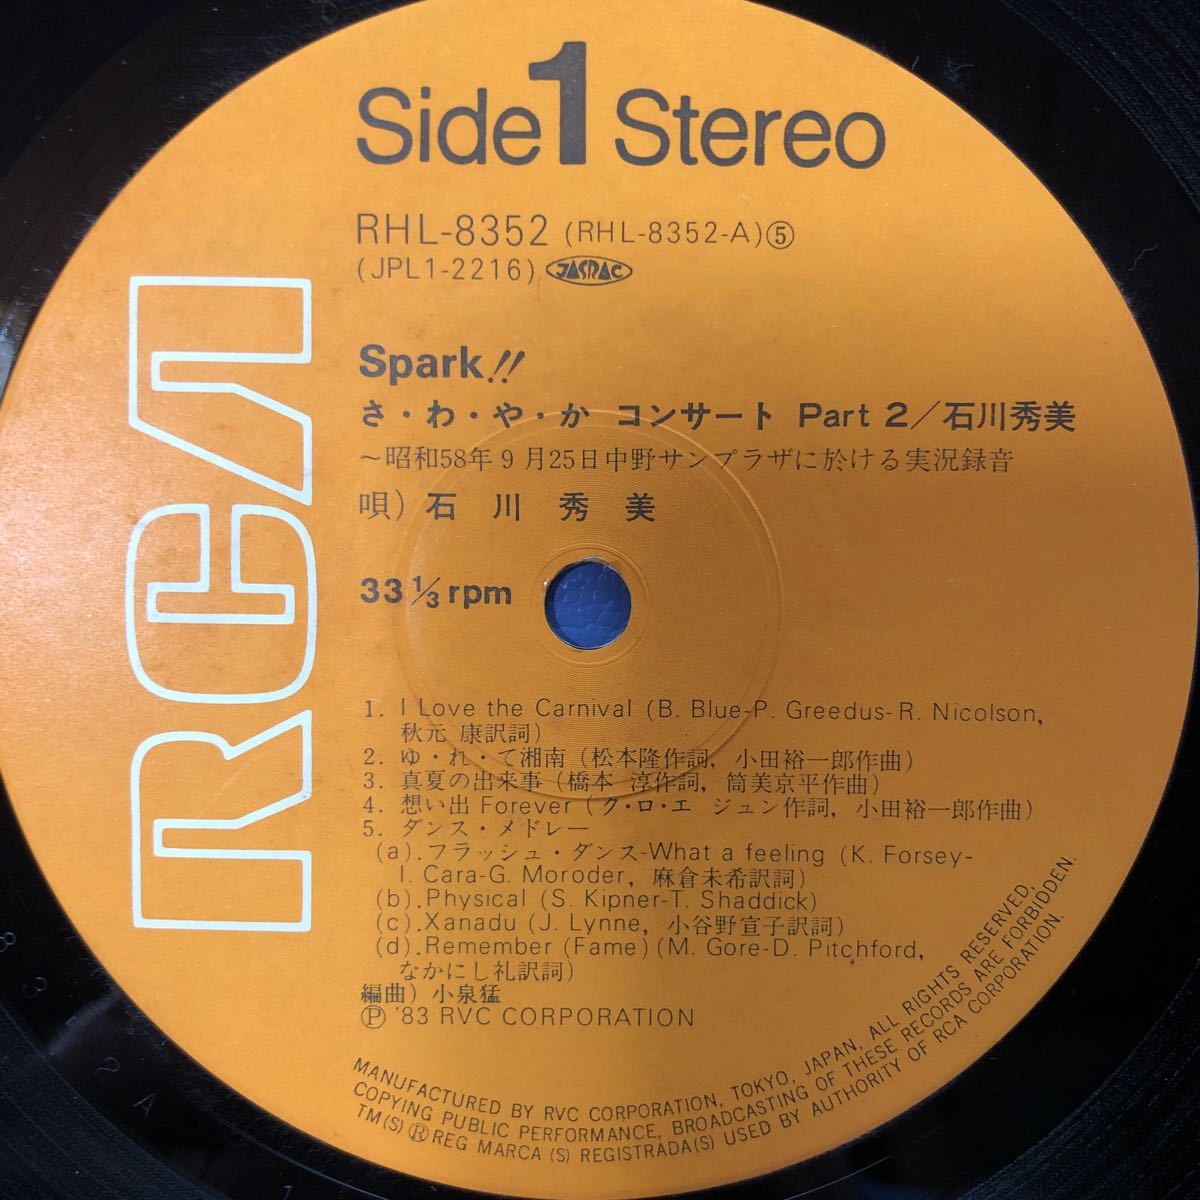 Side 1 Stereo
RHL-8352 (RHL-8352-A)⑤
(JPL1-2216) JASRAC
RCA
Spark!!
さ・わ・や・か コンサート Part 2／石川秀美
～昭和58年9月25日中野サンプラザに於ける実況録音
唄）石川秀美
33 1/3 rpm
1. I Love the Carnival (B. Blue-P. Greedus-R. Nicolson,
秋元 康訳詞)
2. ゆ・れ・て湘南 (松本隆作詞, 小田裕一郎作曲)
3. 真夏の出来事 (橋本 淳作詞, 筒美京平作曲)
4. 想い出 Forever (ク・ロ・エ ジュン作詞, 小田裕一郎作曲)
5. ダンス・メドレー
(a).フラッシュ・ダンス-What a feeling (K. Forsey-
I. Cara-G. Moroder, 麻倉未希訳詞)
(b).Physical (S. Kipner-T. Shaddick)
(c).Xanadu (J. Lynne, 小谷野宣子訳詞)
(d).Remember (Fame) (M. Gore-D. Pitchford,
なかにし礼訳詞)
編曲）小泉猛
Ⓟ '83 RVC CORPORATION
MANUFACTURED BY RVC CORPORATION, TOKYO, JAPAN, ALL RIGHTS RESERVED,
COPYING PUBLIC PERFORMANCE, BROADCASTING OF THESE RECORDS ARE FORBIDDEN.
TM(S) ® REG MARCA (S) REGISTRADA(S) USED BY AUTHORITY OF RCA CORPORATION.